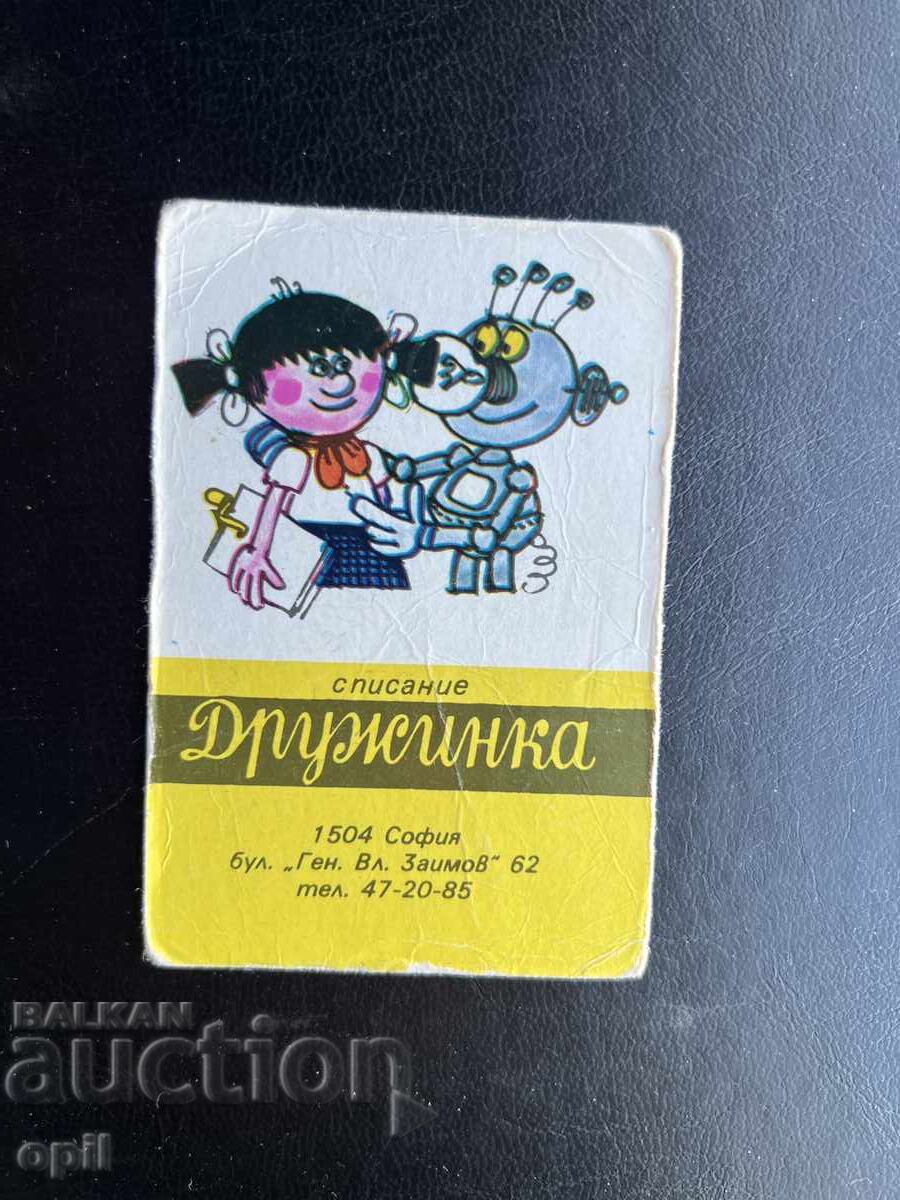 списание
Дружинка
1504 София
бул. „Ген. Вл. Заимов“ 62
тел. 47-20-85
BALKAN
auction
opil